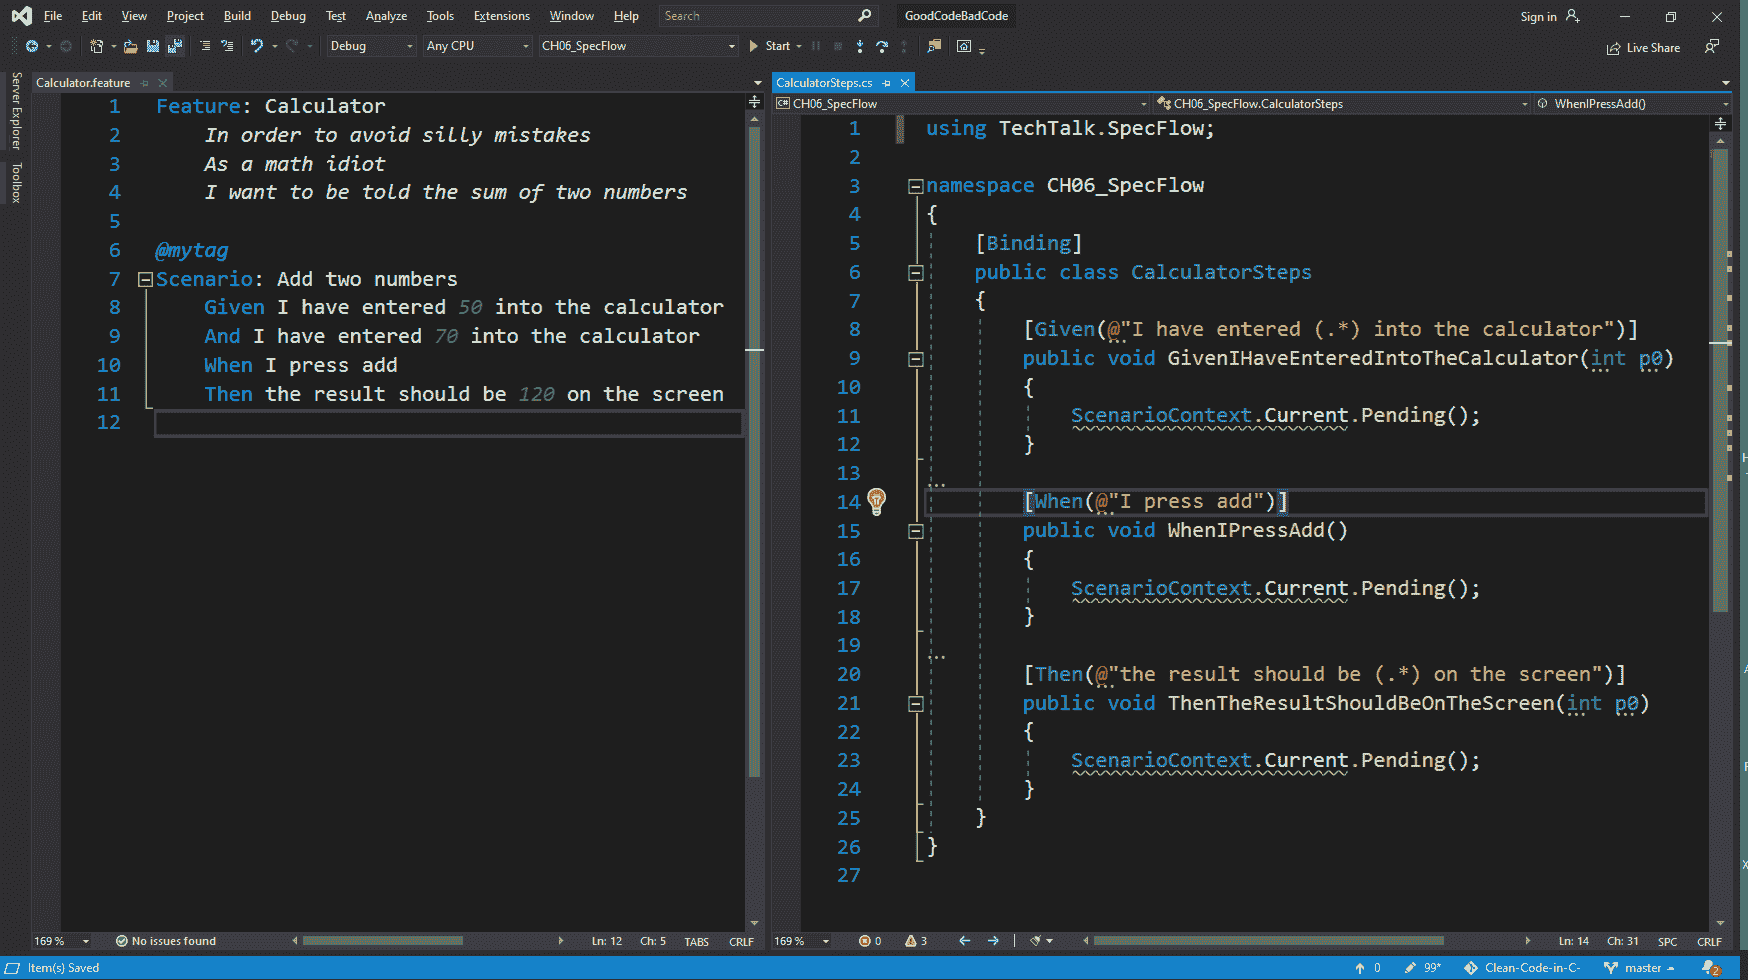 File Edit View Project Build Debug Test Analyze Tools Extensions Window Help Search GoodCodeBadCode Sign in
Debug Any CPU CH06_SpecFlow Start Live Share
Server Explorer
Toolbox
Calculator.feature
1 Feature: Calculator
2 In order to avoid silly mistakes
3 As a math idiot
4 I want to be told the sum of two numbers
5
6 @mytag
7 Scenario: Add two numbers
8 Given I have entered 50 into the calculator
9 And I have entered 70 into the calculator
10 When I press add
11 Then the result should be 120 on the screen
12
169 % No issues found Ln: 12 Ch: 5 TABS CRLF
CalculatorSteps.cs
C# CH06_SpecFlow CH06_SpecFlow.CalculatorSteps WhenIPressAdd()
1 using TechTalk.SpecFlow;
2
3 namespace CH06_SpecFlow
4 {
5 [Binding]
6 public class CalculatorSteps
7 {
8 [Given(@"I have entered (.*) into the calculator")]
9 public void GivenIHaveEnteredIntoTheCalculator(int p0)
10 {
11 ScenarioContext.Current.Pending();
12 }
13
14 [When(@"I press add")]
15 public void WhenIPressAdd()
16 {
17 ScenarioContext.Current.Pending();
18 }
19
20 [Then(@"the result should be (.*) on the screen")]
21 public void ThenTheResultShouldBeOnTheScreen(int p0)
22 {
23 ScenarioContext.Current.Pending();
24 }
25 }
26 }
27
169 % 0 3 Ln: 14 Ch: 31 SPC CRLF
Item(s) Saved 0 99* Clean-Code-in-C- master 2